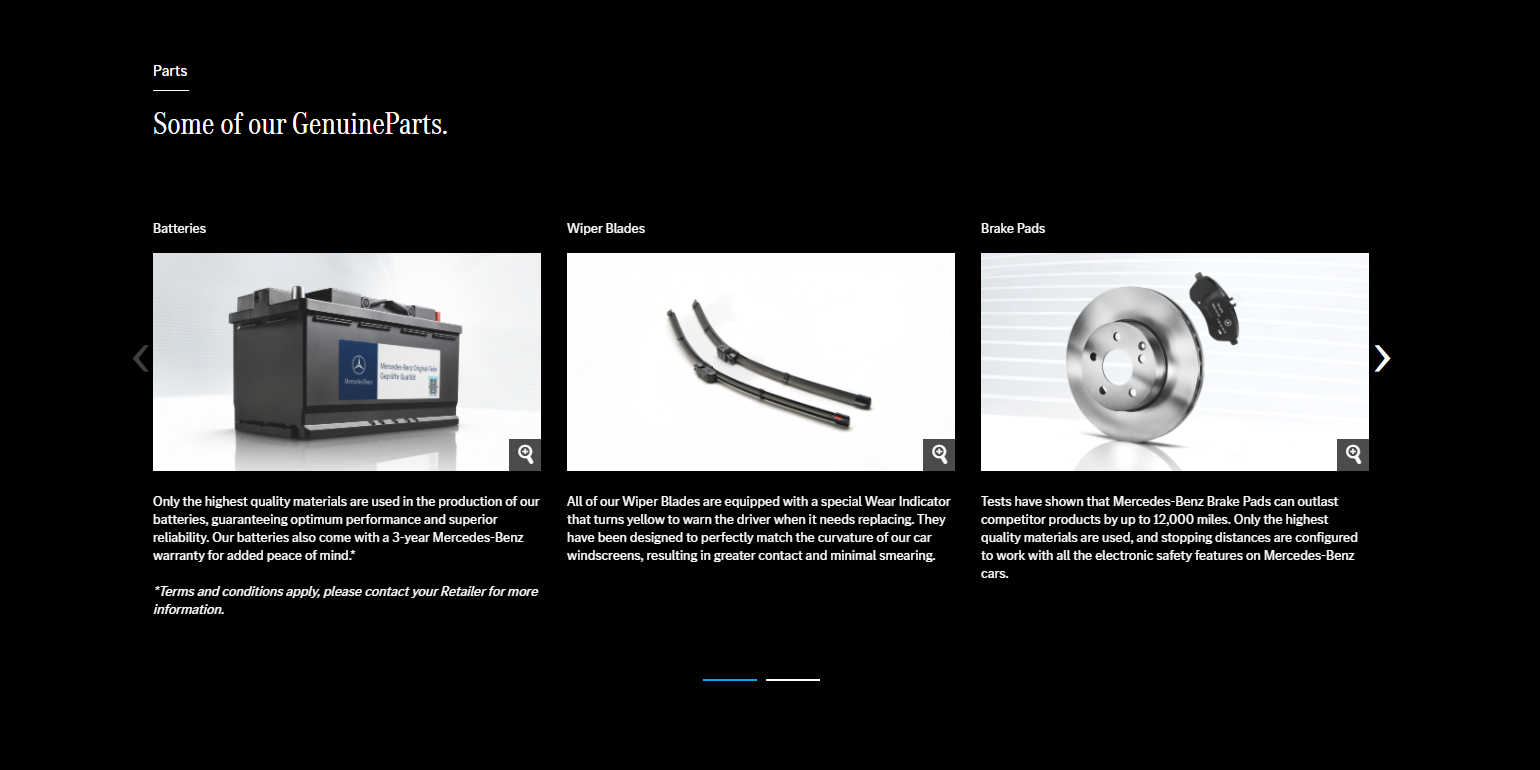 Parts
Some of our GenuineParts.
Batteries
Wiper Blades
Brake Pads
Mercedes-Benz
Mercedes-Benz Original-Teile
Geprüfte Qualität
Only the highest quality materials are used in the production of our
batteries, guaranteeing optimum performance and superior
reliability. Our batteries also come with a 3-year Mercedes-Benz
warranty for added peace of mind.*
*Terms and conditions apply, please contact your Retailer for more
information.
All of our Wiper Blades are equipped with a special Wear Indicator
that turns yellow to warn the driver when it needs replacing. They
have been designed to perfectly match the curvature of our car
windscreens, resulting in greater contact and minimal smearing.
Tests have shown that Mercedes-Benz Brake Pads can outlast
competitor products by up to 12,000 miles. Only the highest
quality materials are used, and stopping distances are configured
to work with all the electronic safety features on Mercedes-Benz
cars.